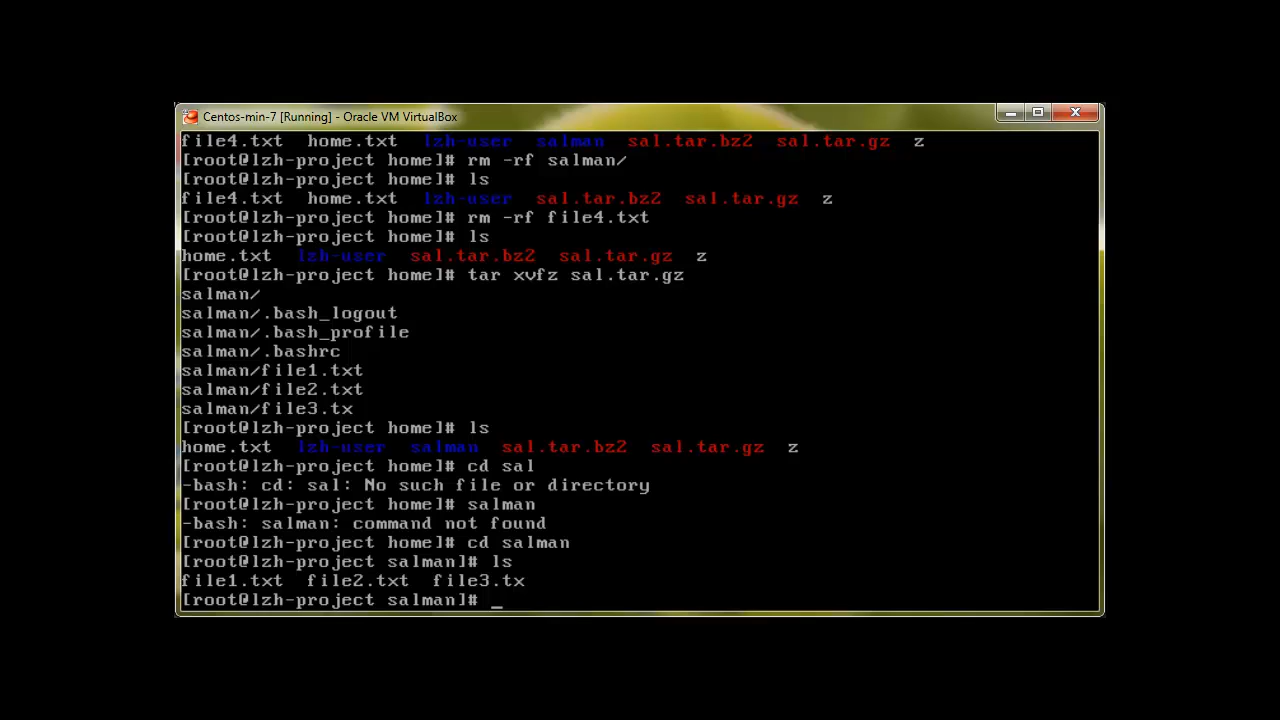 Centos-min-7 [Running] - Oracle VM VirtualBox
file4.txt  home.txt  lzh-user  salman  sal.tar.bz2  sal.tar.gz  z
[root@lzh-project home]# rm -rf salman/
[root@lzh-project home]# ls
file4.txt  home.txt  lzh-user  sal.tar.bz2  sal.tar.gz  z
[root@lzh-project home]# rm -rf file4.txt
[root@lzh-project home]# ls
home.txt  lzh-user  sal.tar.bz2  sal.tar.gz  z
[root@lzh-project home]# tar xvfz sal.tar.gz
salman/
salman/.bash_logout
salman/.bash_profile
salman/.bashrc
salman/file1.txt
salman/file2.txt
salman/file3.tx
[root@lzh-project home]# ls
home.txt  lzh-user  salman  sal.tar.bz2  sal.tar.gz  z
[root@lzh-project home]# cd sal
-bash: cd: sal: No such file or directory
[root@lzh-project home]# salman
-bash: salman: command not found
[root@lzh-project home]# cd salman
[root@lzh-project salman]# ls
file1.txt  file2.txt  file3.tx
[root@lzh-project salman]# _